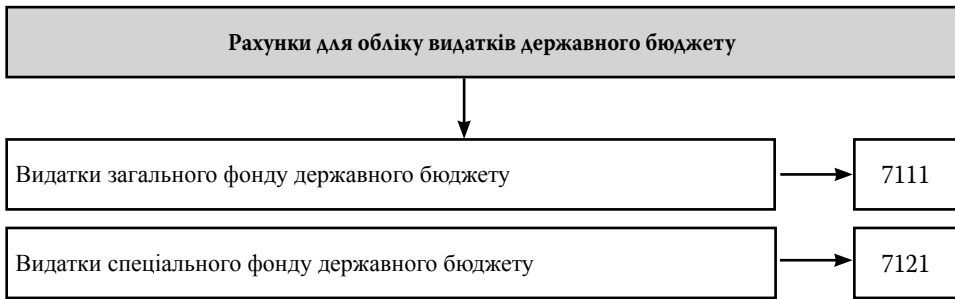 Рахунки для обліку видатків державного бюджету
Видатки загального фонду державного бюджету 7111
Видатки спеціального фонду державного бюджету 7121